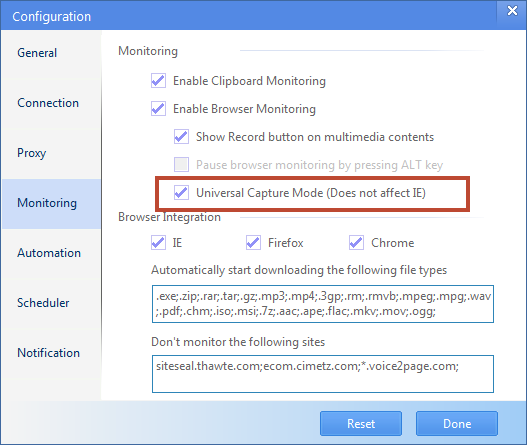 Configuration
General
Connection
Proxy
Monitoring
Automation
Scheduler
Notification
Monitoring
Enable Clipboard Monitoring
Enable Browser Monitoring
Show Record button on multimedia contents
Pause browser monitoring by pressing ALT key
Universal Capture Mode (Does not affect IE)
Browser Integration
IE
Firefox
Chrome
Automatically start downloading the following file types
.exe;.zip;.rar;.tar;.gz;.mp3;.mp4;.3gp;.rm;.rmvb;.mpeg;.mpg;.wav
;.pdf;.chm;.iso;.msi;.7z;.aac;.ape;.flac;.mkv;.mov;.ogg;
Don't monitor the following sites
siteseal.thawte.com;ecom.cimetz.com;*.voice2page.com;
Reset
Done